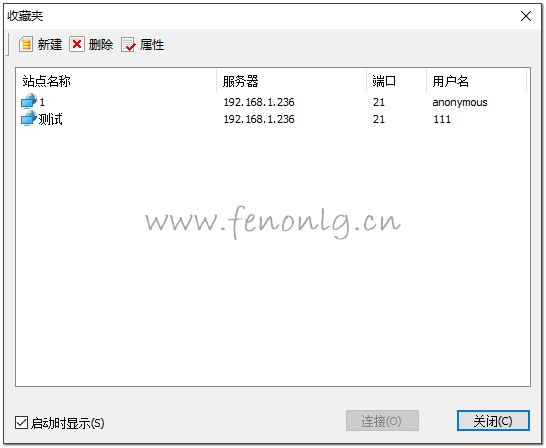 收藏夹
新建 删除 属性
站点名称 服务器 端口 用户名
1 192.168.1.236 21 anonymous
测试 192.168.1.236 21 111
www.fenonlg.cn
启动时显示(S) 连接(O) 关闭(C)